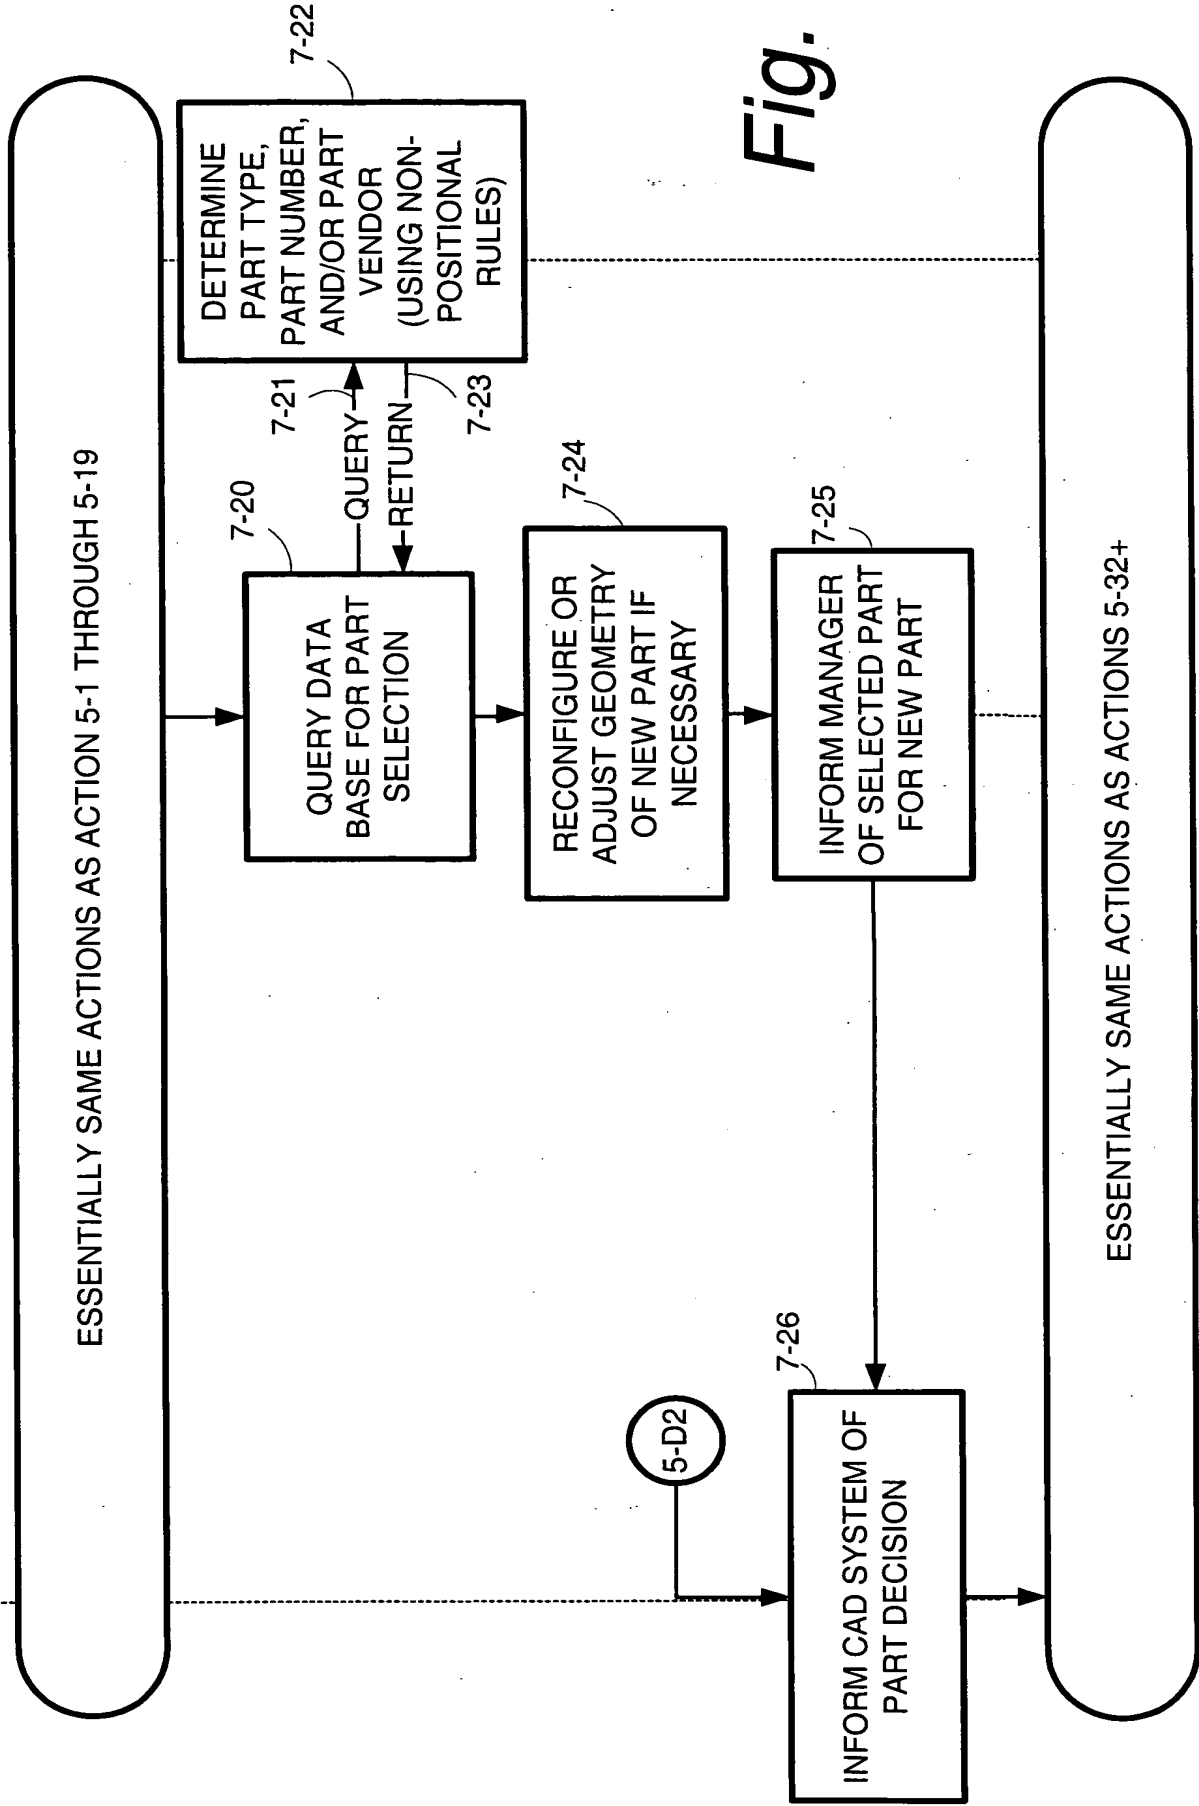 ESSENTIALLY SAME ACTIONS AS ACTION 5-1 THROUGH 5-19
7-20
QUERY DATA
BASE FOR PART
SELECTION
7-21
QUERY
RETURN
7-23
7-22
DETERMINE
PART TYPE,
PART NUMBER,
AND/OR PART
VENDOR
(USING NON-
POSITIONAL
RULES)
7-24
RECONFIGURE OR
ADJUST GEOMETRY
OF NEW PART IF
NECESSARY
7-25
INFORM MANAGER
OF SELECTED PART
FOR NEW PART
5-D2
7-26
INFORM CAD SYSTEM OF
PART DECISION
Fig.
ESSENTIALLY SAME ACTIONS AS ACTIONS 5-32+